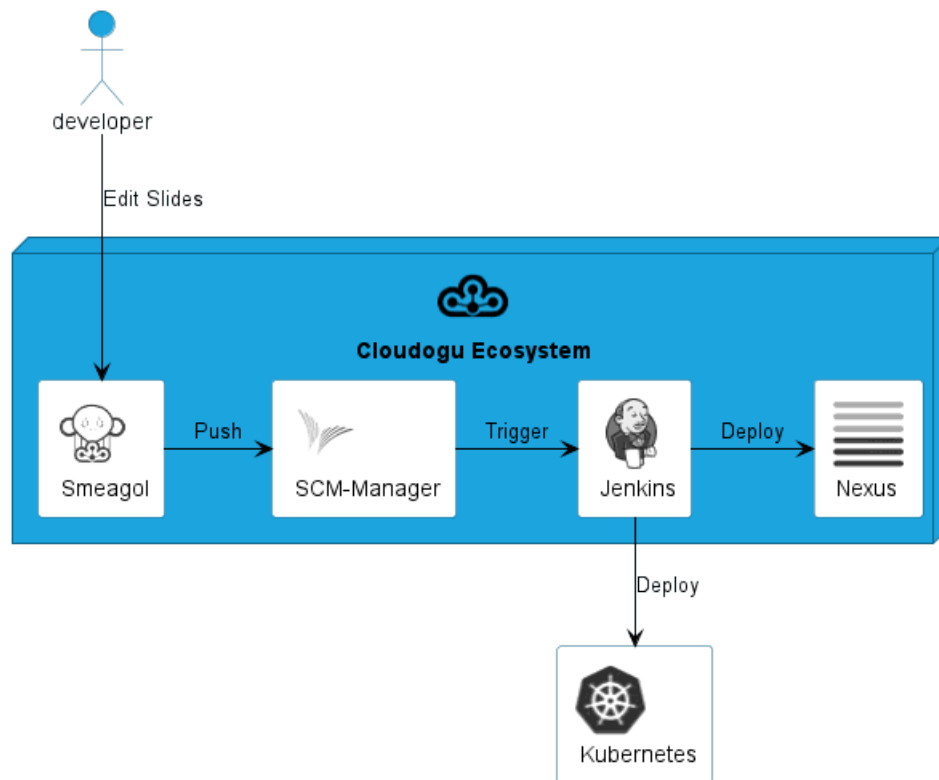 developer
Edit Slides
Cloudogu Ecosystem
Push
Trigger
Deploy
Smeagol
SCM-Manager
Jenkins
Nexus
Deploy
Kubernetes